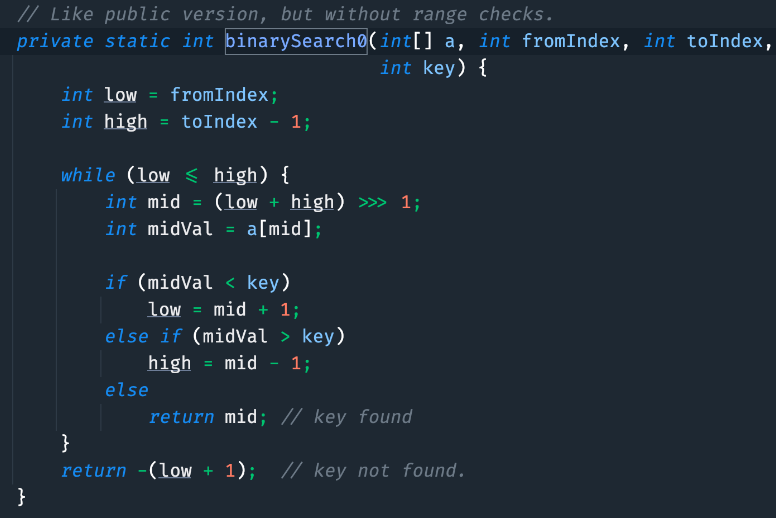 // Like public version, but without range checks.
private static int binarySearch0(int[] a, int fromIndex, int toIndex,
                                 int key) {
    int low = fromIndex;
    int high = toIndex - 1;

    while (low <= high) {
        int mid = (low + high) >>> 1;
        int midVal = a[mid];

        if (midVal < key)
            low = mid + 1;
        else if (midVal > key)
            high = mid - 1;
        else
            return mid; // key found
    }
    return -(low + 1);  // key not found.
}